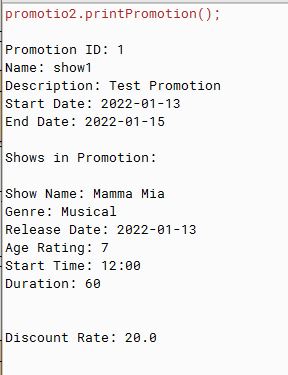 promotio2.printPromotion();
Promotion ID: 1
Name: show1
Description: Test Promotion
Start Date: 2022-01-13
End Date: 2022-01-15
Shows in Promotion:
Show Name: Mamma Mia
Genre: Musical
Release Date: 2022-01-13
Age Rating: 7
Start Time: 12:00
Duration: 60
Discount Rate: 20.0